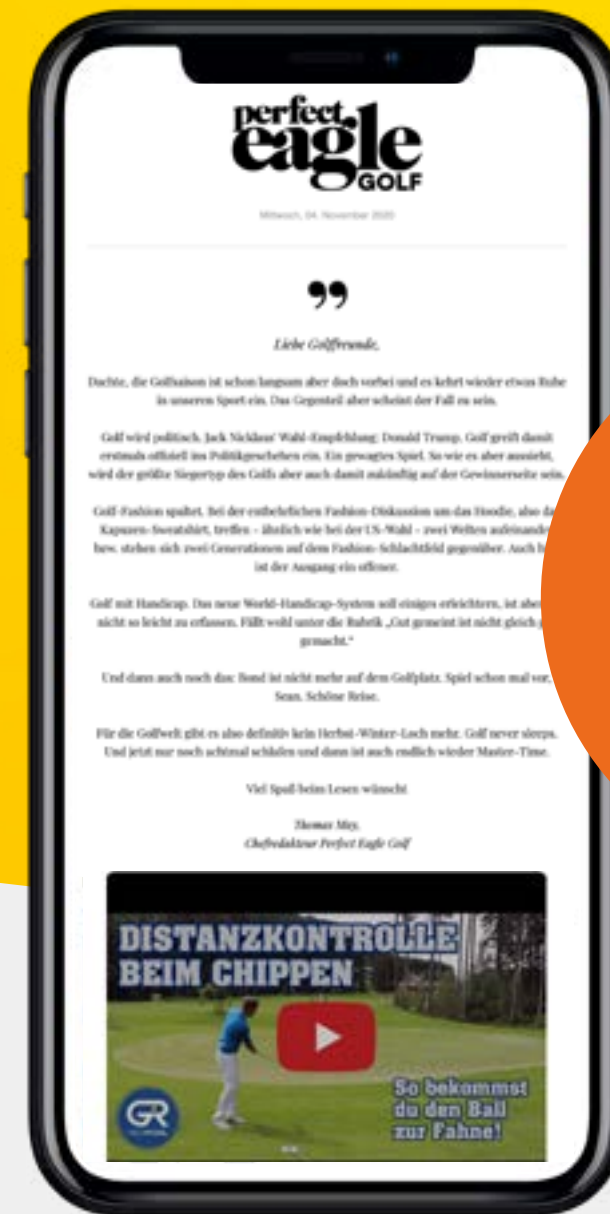 perfect
eagle
GOLF
Mittwoch, 04. November 2020
”
Liebe Golffreunde,
Dachte, die Golfsaison ist schon langsam aber doch vorbei und es kehrt wieder etwas Ruhe
in unserem Sport ein. Das Gegenteil aber scheint der Fall zu sein.
Golf wird politisch. Jack Nicklaus' Wahl-Empfehlung: Donald Trump. Golf greift damit
erstmals offiziell ins Politikgeschehen ein. Ein gewagtes Spiel. So wie es aber aussieht,
wird der größte Siegertyp des Golfs aber auch damit zukünftig auf der Gewinnerseite sein.
Golf-Fashion spaltet. Bei der entbehrlichen Fashion-Diskussion um das Hoodie, also
Kapuzen-Sweatshirt, treffen – ähnlich wie bei der US-Wahl – zwei Welten
bzw. stehen sich zwei Generationen auf dem Fashion-Schlachtfeld gegenüber. Auch
ist der Ausgang ein offener.
Golf mit Handicap. Das neue World-Handicap-System soll einiges erleichtern, ist
nicht so leicht zu erfassen. Fällt wohl unter die Rubrik „Gut gemeint ist nicht gleich
gemacht.“
Und dann auch noch das: Bond ist nicht mehr auf dem Golfplatz. Spiel schon mal vor,
Sean. Schöne Reise.
Für die Golfwelt gibt es also definitiv kein Herbst-Winter-Loch mehr. Golf never sleeps.
Und jetzt nur noch achtmal schlafen und dann ist auch endlich wieder Master-Time.
Viel Spaß beim Lesen wünscht
Thomas May,
Chefredakteur Perfect Eagle Golf
DISTANZKONTROLLE
BEIM CHIPPEN
So bekommst
du den Ball
zur Fahne!
GR